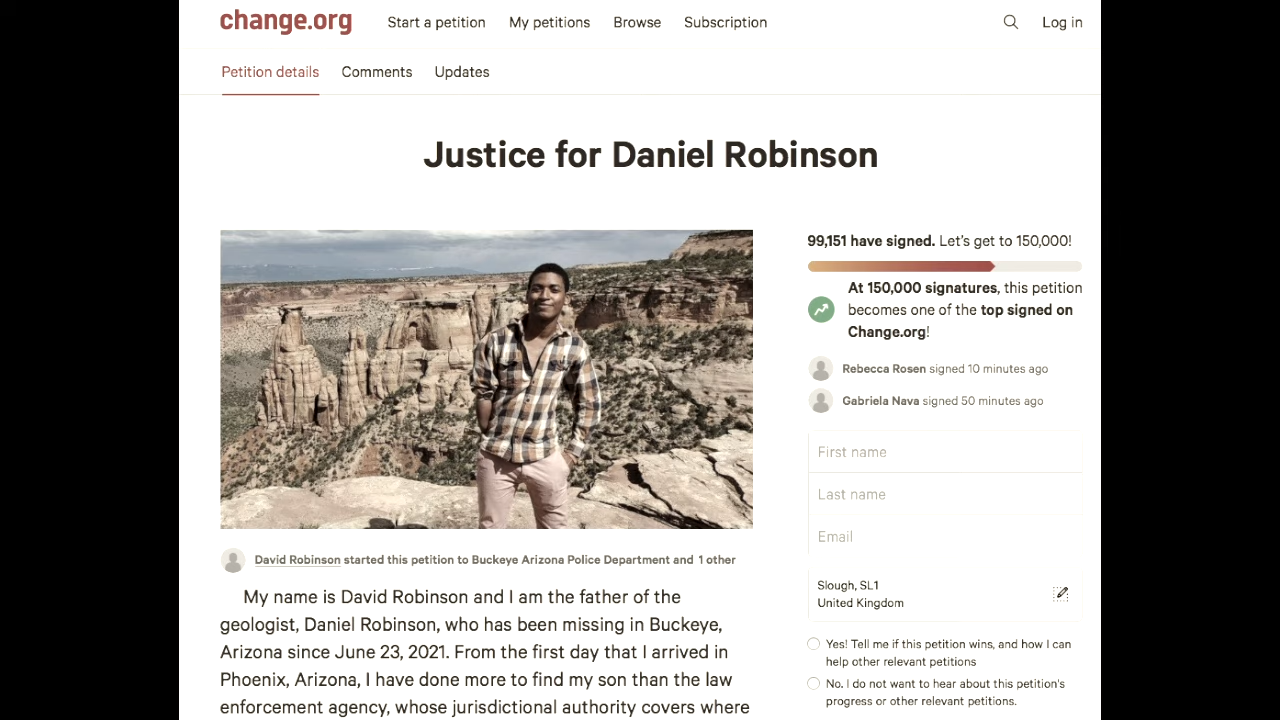 change.org
Start a petition
My petitions
Browse
Subscription
Log in
Petition details
Comments
Updates
Justice for Daniel Robinson
99,151 have signed. Let's get to 150,000!
At 150,000 signatures, this petition
becomes one of the top signed on
Change.org!
Rebecca Rosen signed 10 minutes ago
Gabriela Nava signed 50 minutes ago
First name
Last name
Email
Slough, SL1
United Kingdom
Yes! Tell me if this petition wins, and how I can
help other relevant petitions
No. I do not want to hear about this petition's
progress or other relevant petitions.
David Robinson started this petition to Buckeye Arizona Police Department and 1 other
My name is David Robinson and I am the father of the
geologist, Daniel Robinson, who has been missing in Buckeye,
Arizona since June 23, 2021. From the first day that I arrived in
Phoenix, Arizona, I have done more to find my son than the law
enforcement agency, whose jurisdictional authority covers where